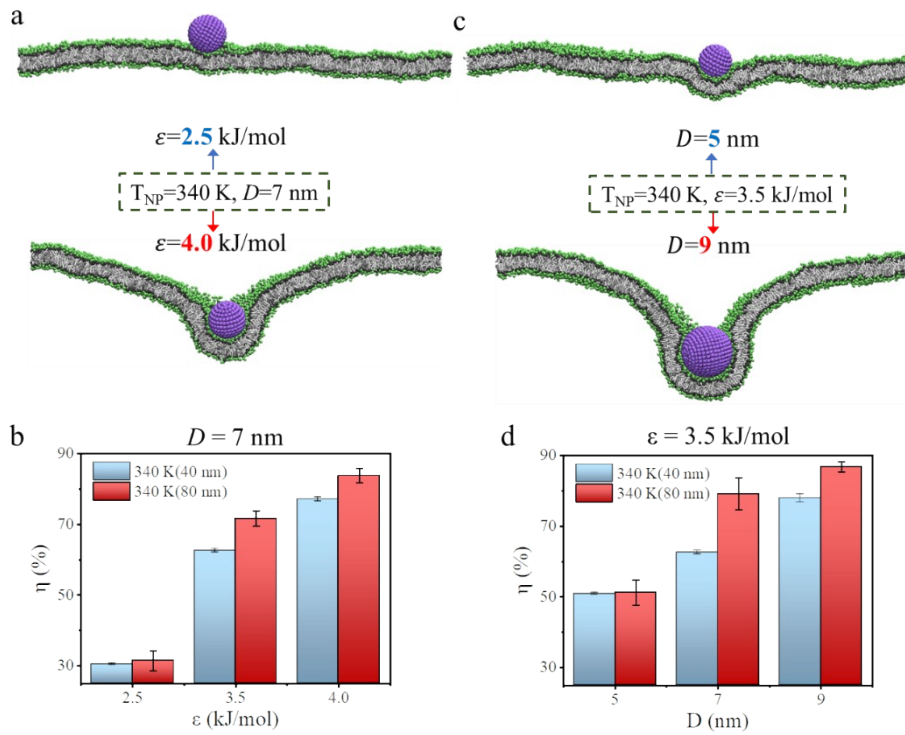 a
ε=2.5 kJ/mol
T_NP=340 K, D=7 nm
ε=4.0 kJ/mol
c
D=5 nm
T_NP=340 K, ε=3.5 kJ/mol
D=9 nm
b
D = 7 nm
340 K(40 nm)
340 K(80 nm)
90
70
50
30
η (%)
2.5 3.5 4.0
ε (kJ/mol)
d
ε = 3.5 kJ/mol
340 K(40 nm)
340 K(80 nm)
90
70
50
30
η (%)
5 7 9
D (nm)